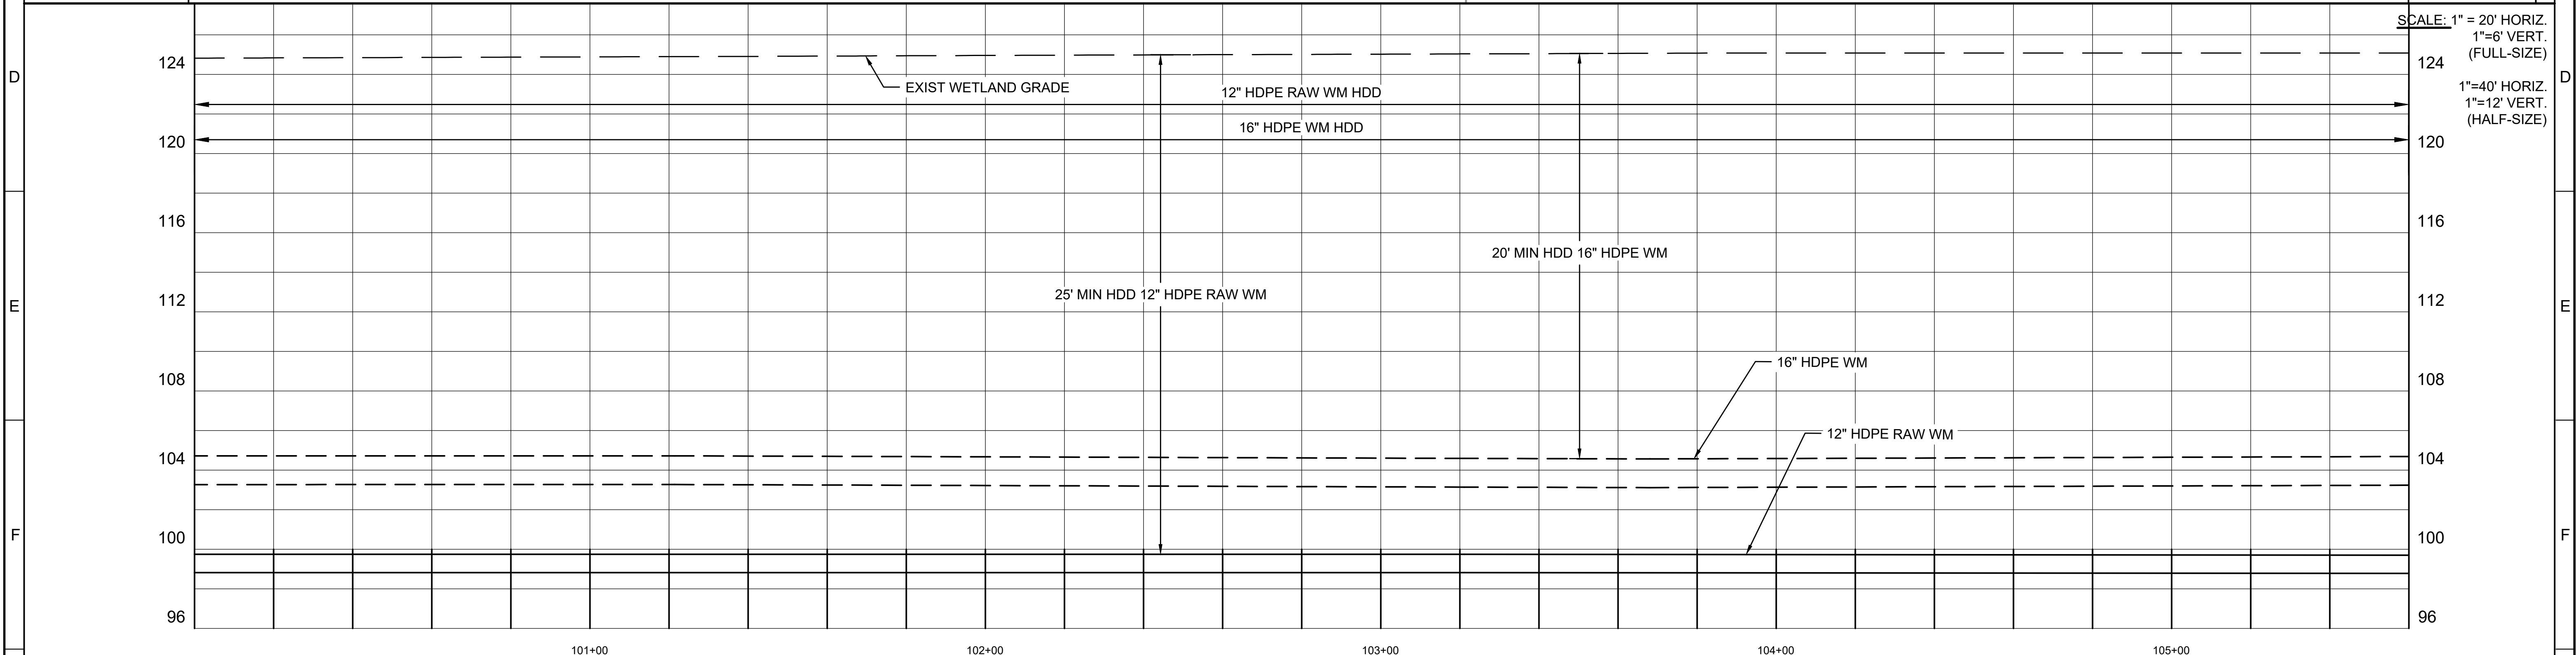 SCALE: 1" = 20' HORIZ.
1"=6' VERT.
(FULL-SIZE)
1"=40' HORIZ.
1"=12' VERT.
(HALF-SIZE)
D
124
124
D
EXIST WETLAND GRADE
12" HDPE RAW WM HDD
16" HDPE WM HDD
120
120
116
116
20' MIN HDD 16" HDPE WM
25' MIN HDD 12" HDPE RAW WM
E
112
112
E
16" HDPE WM
108
108
12" HDPE RAW WM
104
104
F
100
100
F
96
96
101+00
102+00
103+00
104+00
105+00